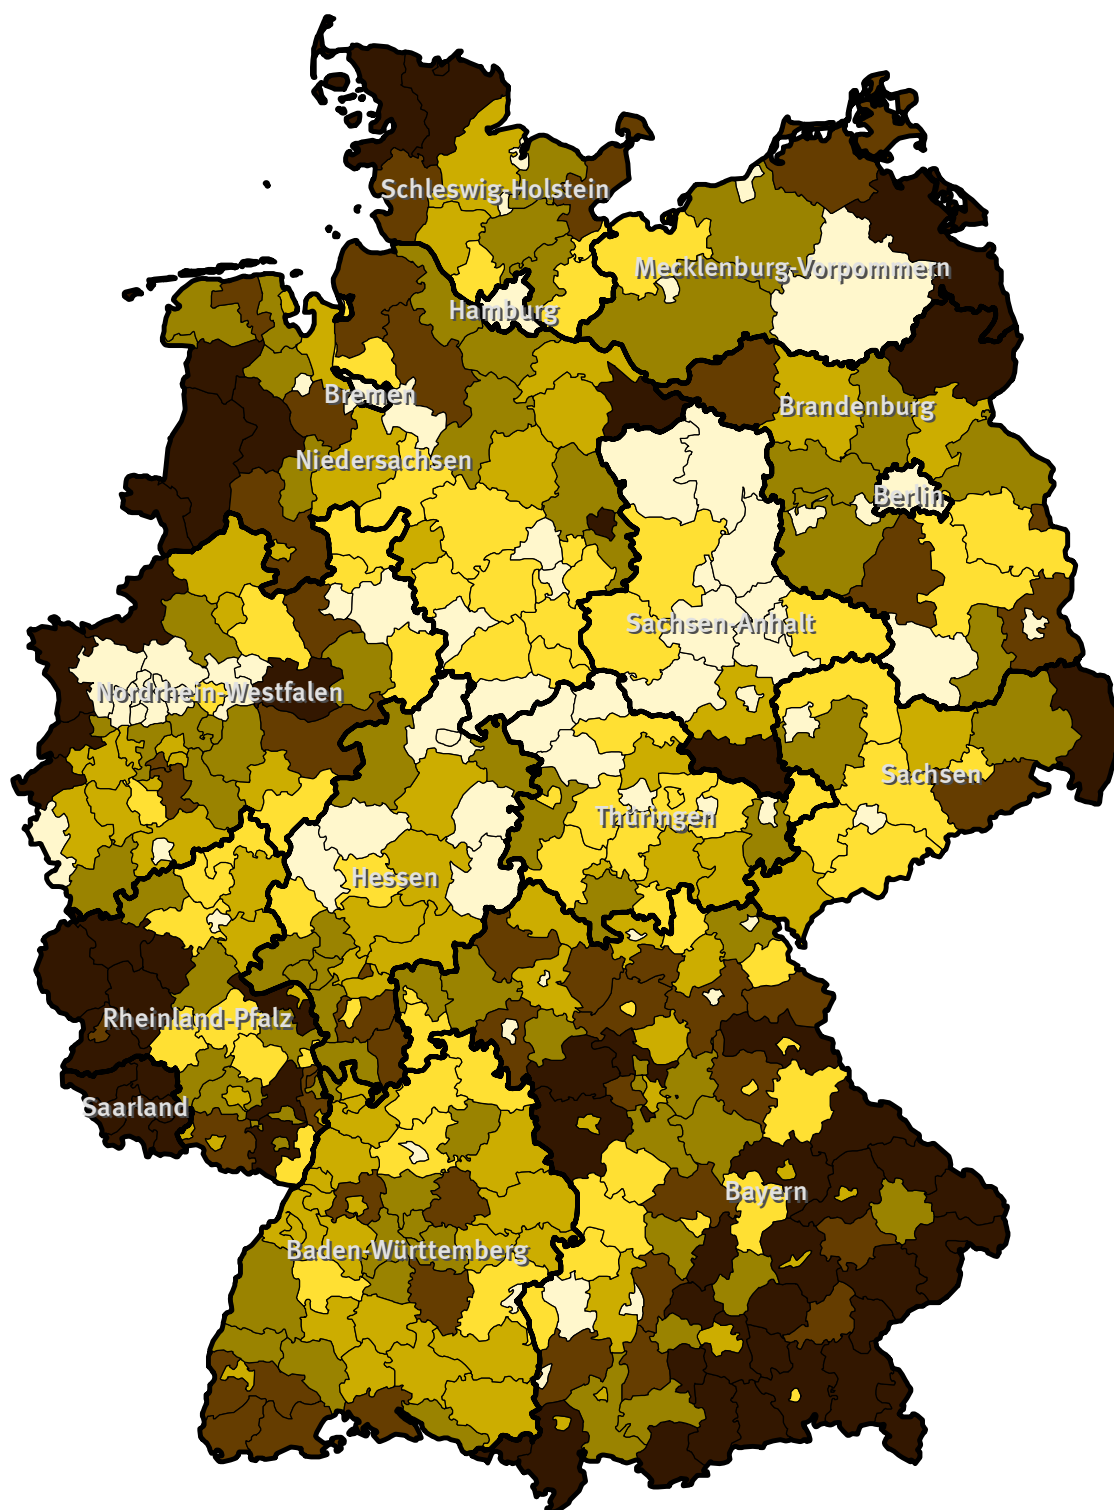 Schleswig-Holstein
Mecklenburg-Vorpommern
Hamburg
Bremen
Brandenburg
Niedersachsen
Berlin
Sachsen-Anhalt
Nordrhein-Westfalen
Sachsen
Thüringen
Hessen
Rheinland-Pfalz
Saarland
Bayern
Baden-Württemberg